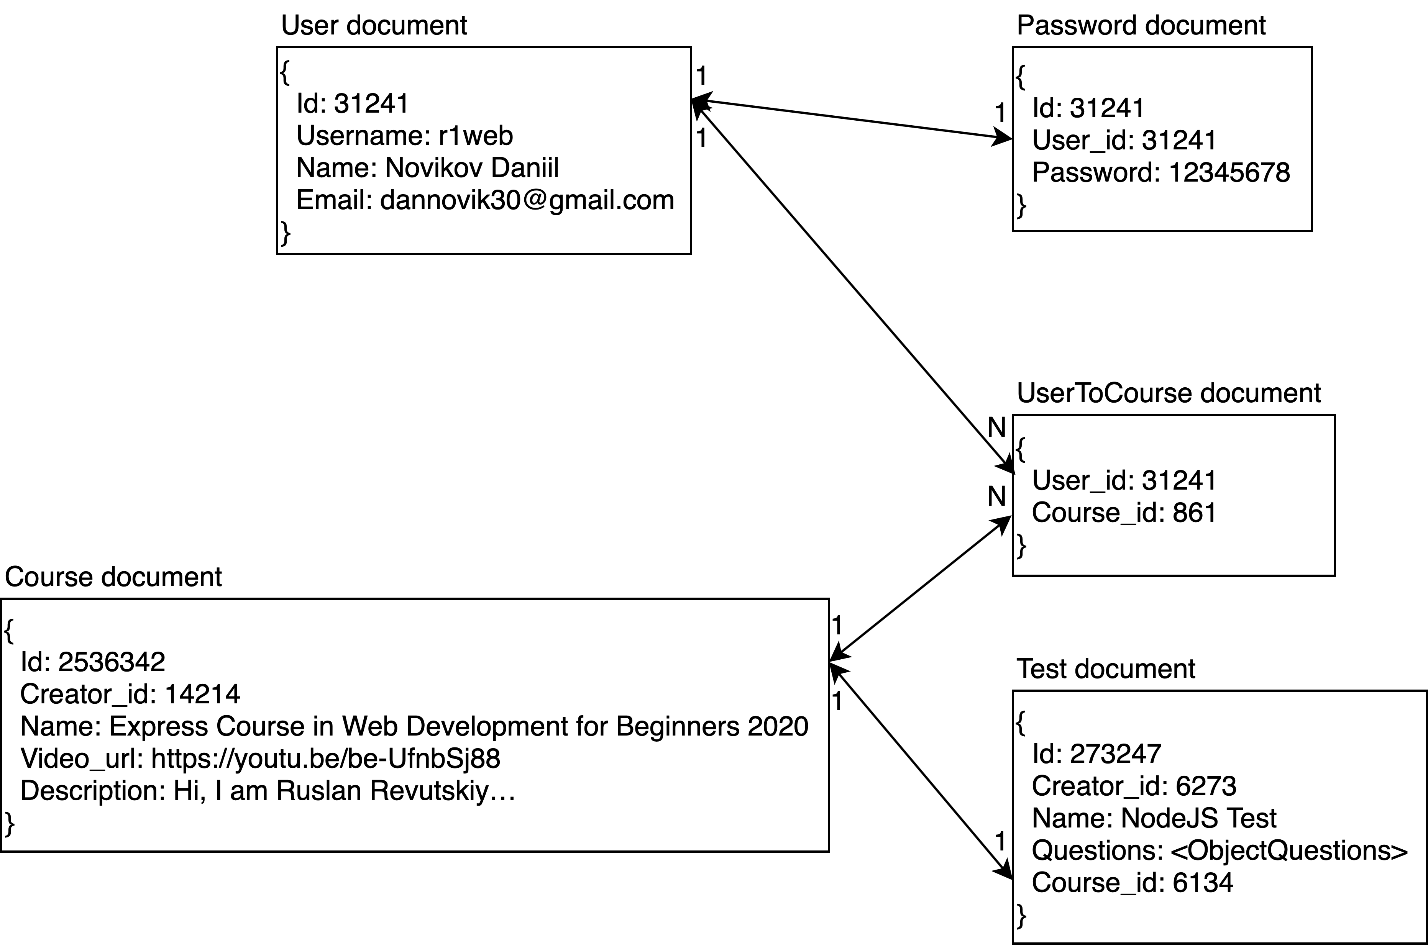 User document
{
Id: 31241
Username: r1web
Name: Novikov Daniil
Email: dannovik30@gmail.com
}
Password document
{
Id: 31241
User_id: 31241
Password: 12345678
}
1
1
1
UserToCourse document
{
User_id: 31241
Course_id: 861
}
N
N
Course document
{
Id: 2536342
Creator_id: 14214
Name: Express Course in Web Development for Beginners 2020
Video_url: https://youtu.be/be-UfnbSj88
Description: Hi, I am Ruslan Revutskiy…
}
1
1
1
Test document
{
Id: 273247
Creator_id: 6273
Name: NodeJS Test
Questions: <ObjectQuestions>
Course_id: 6134
}